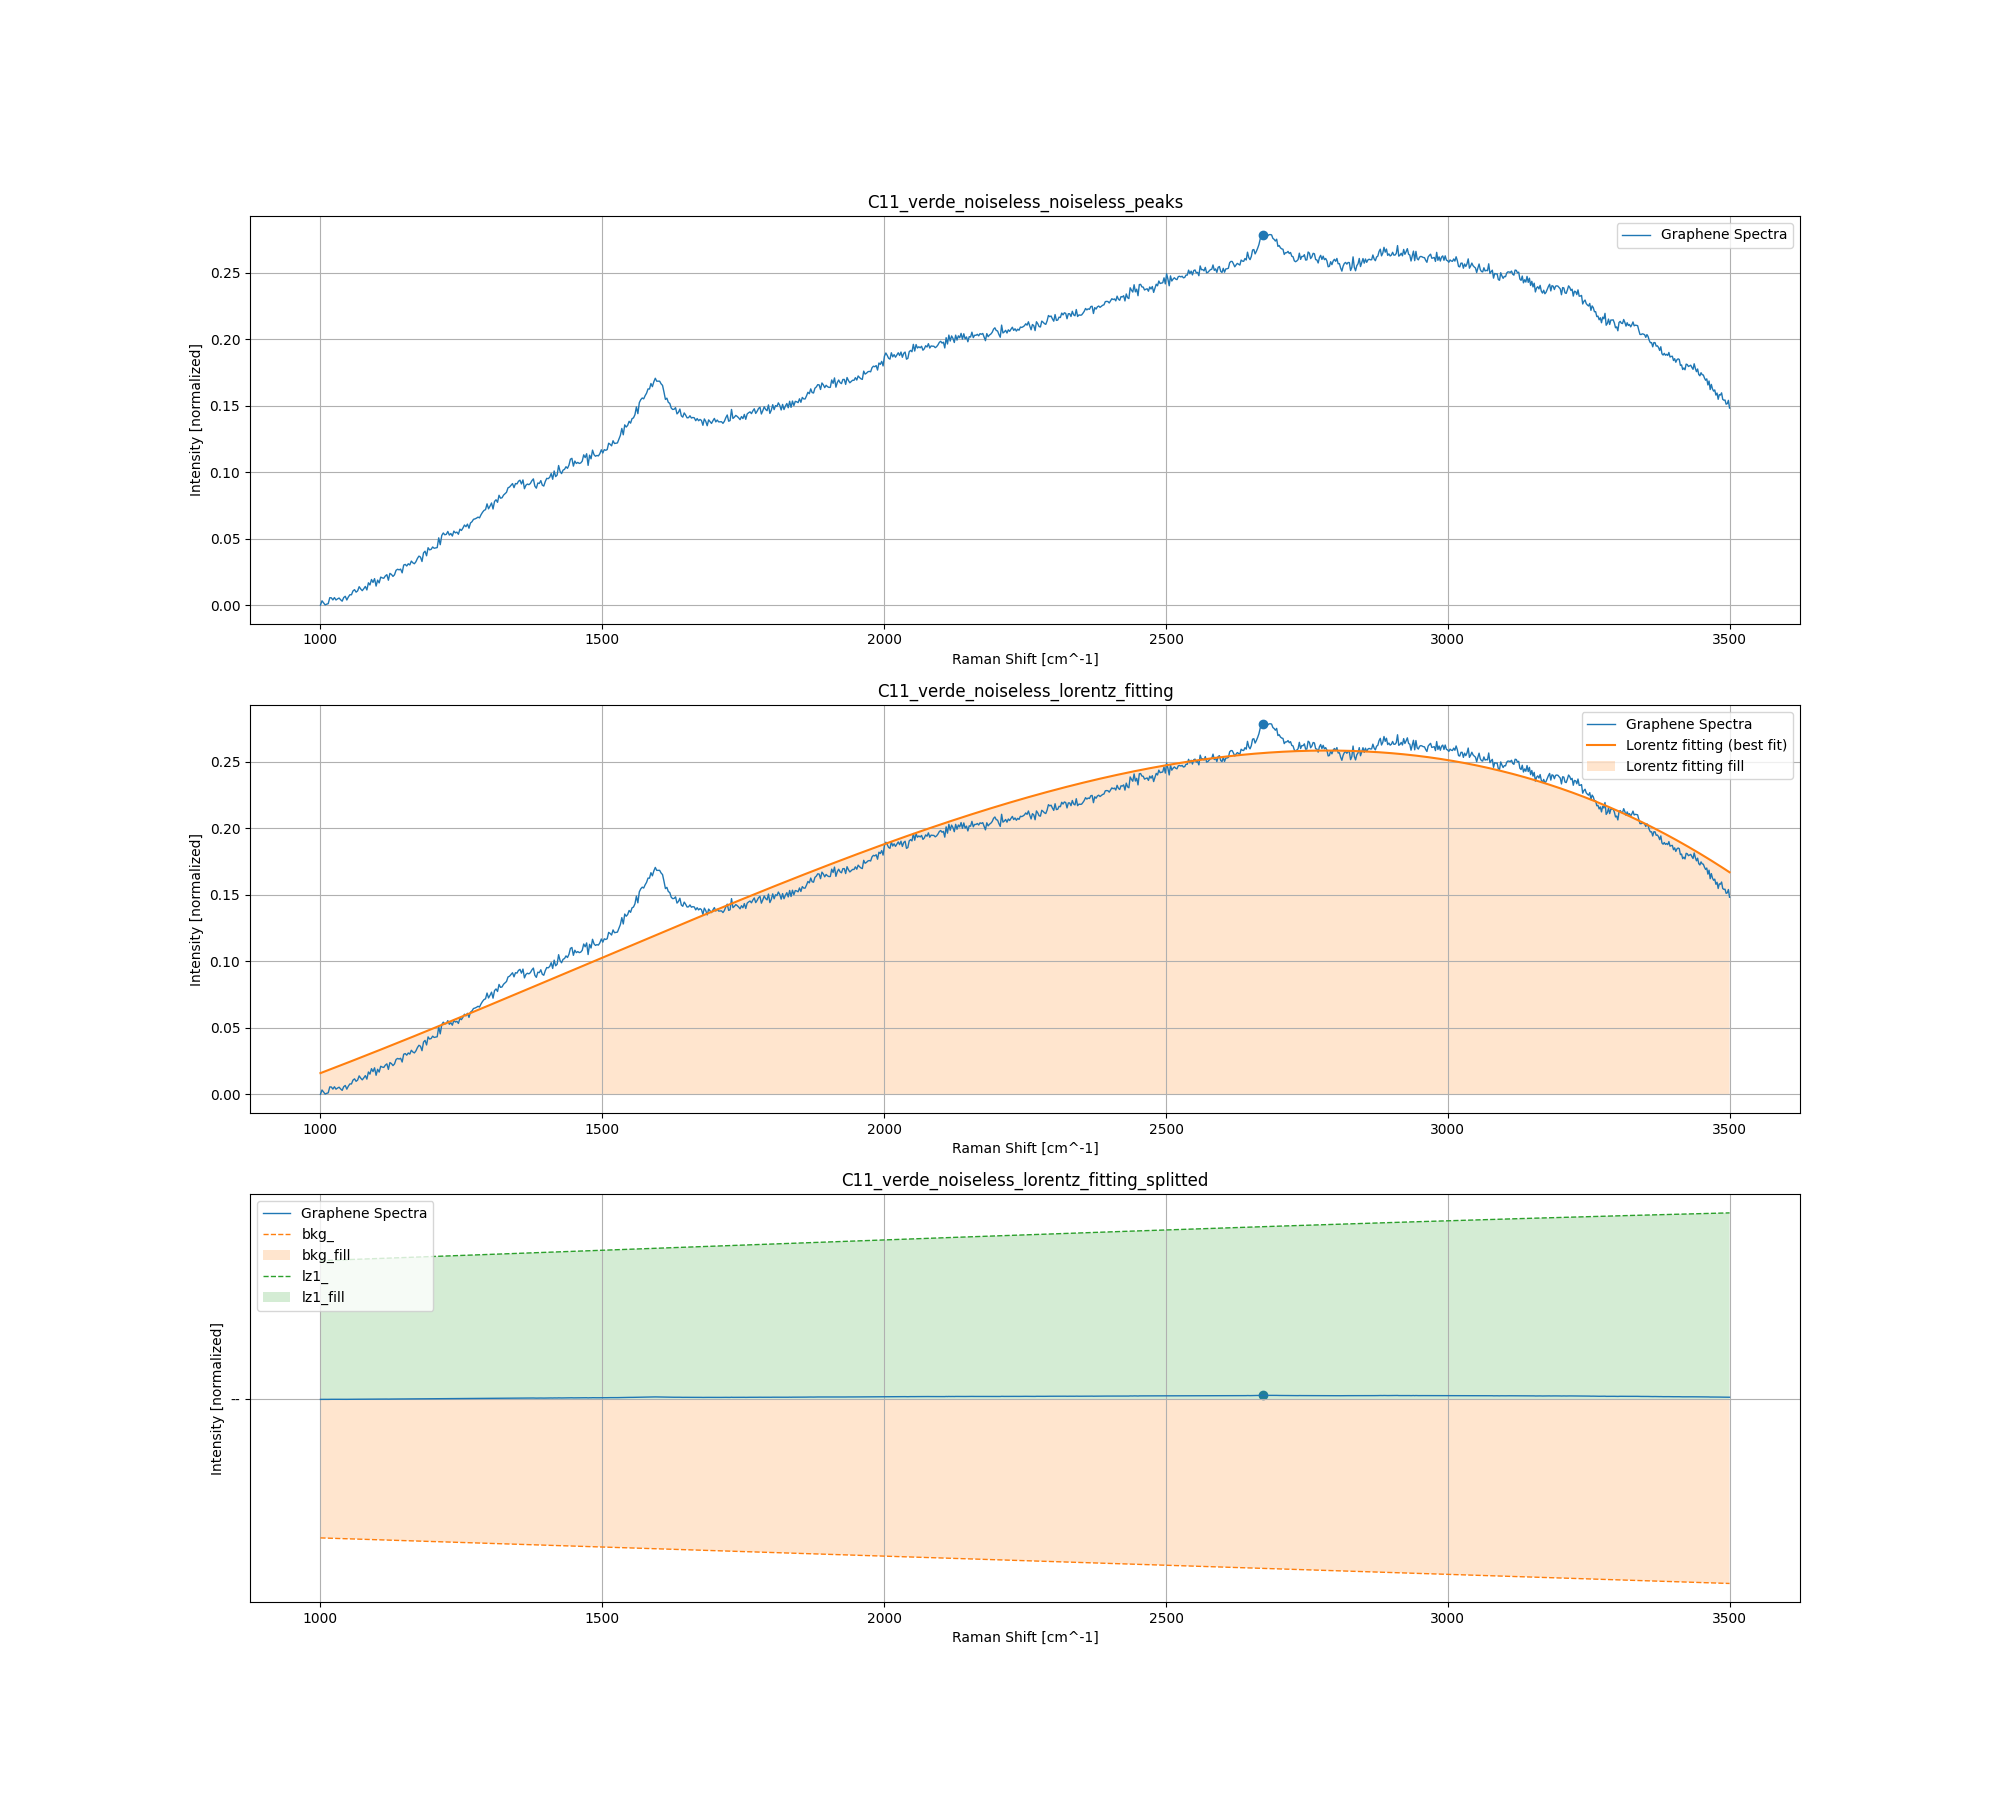 C11_verde_noiseless_noiseless_peaks
Graphene Spectra
Intensity [normalized]
0.25
0.20
0.15
0.10
0.05
0.00
1000 1500 2000 2500 3000 3500
Raman Shift [cm^-1]
C11_verde_noiseless_lorentz_fitting
Graphene Spectra
Lorentz fitting (best fit)
Lorentz fitting fill
Intensity [normalized]
0.25
0.20
0.15
0.10
0.05
0.00
1000 1500 2000 2500 3000 3500
Raman Shift [cm^-1]
C11_verde_noiseless_lorentz_fitting_splitted
Graphene Spectra
bkg_
bkg_fill
lz1_
lz1_fill
Intensity [normalized]
--
1000 1500 2000 2500 3000 3500
Raman Shift [cm^-1]